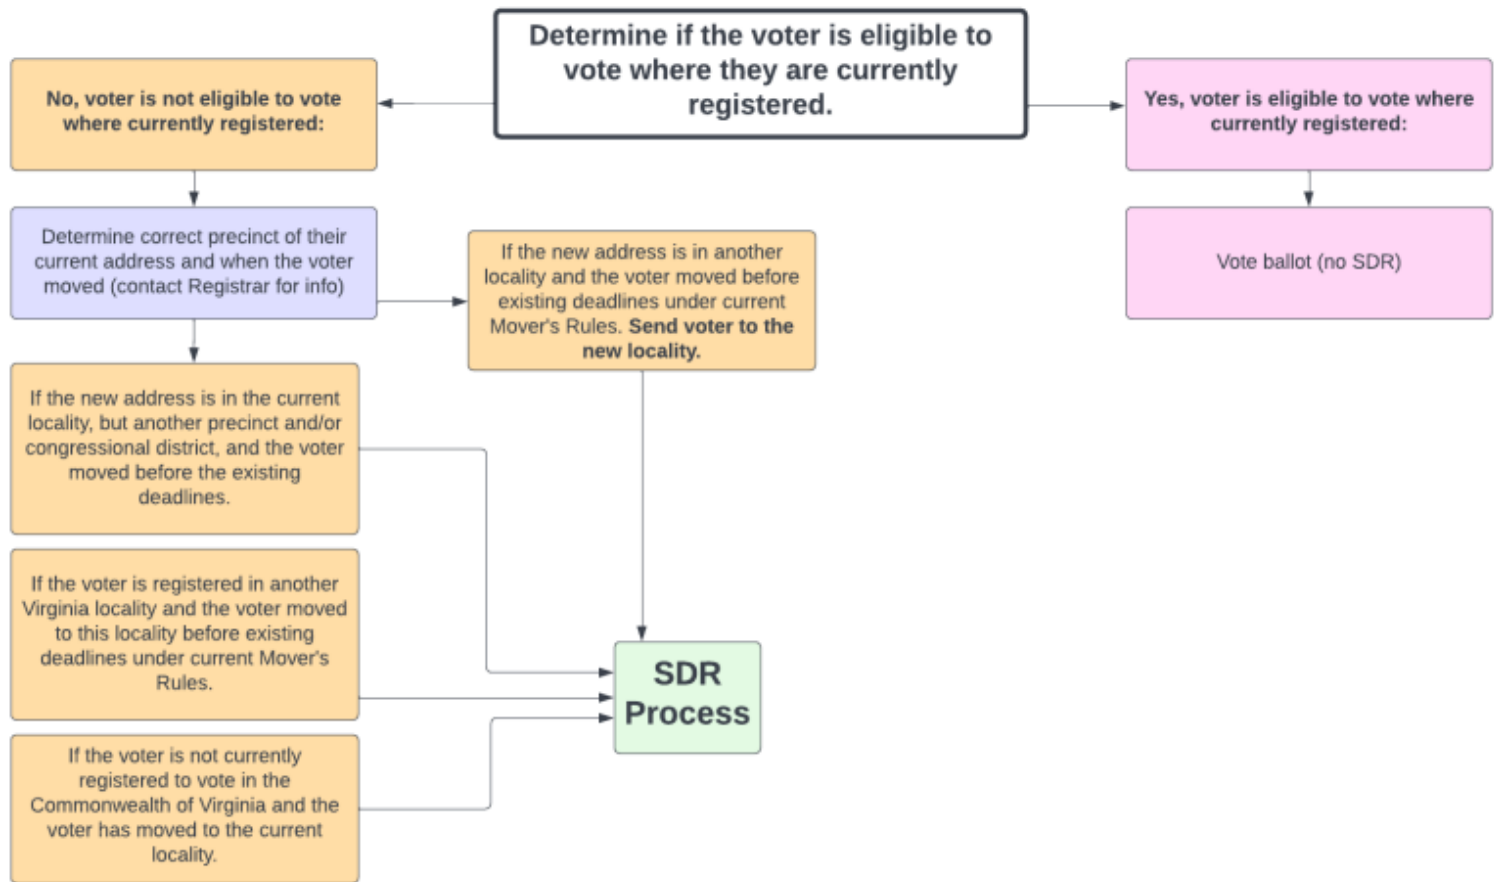 Determine if the voter is eligible to
vote where they are currently
registered.
No, voter is not eligible to vote
where currently registered:
Yes, voter is eligible to vote where
currently registered:
Determine correct precinct of their
current address and when the voter
moved (contact Registrar for info)
If the new address is in another
locality and the voter moved before
existing deadlines under current
Mover's Rules. Send voter to the
new locality.
Vote ballot (no SDR)
If the new address is in the current
locality, but another precinct and/or
congressional district, and the voter
moved before the existing
deadlines.
If the voter is registered in another
Virginia locality and the voter moved
to this locality before existing
deadlines under current Mover's
Rules.
SDR
Process
If the voter is not currently
registered to vote in the
Commonwealth of Virginia and the
voter has moved to the current
locality.